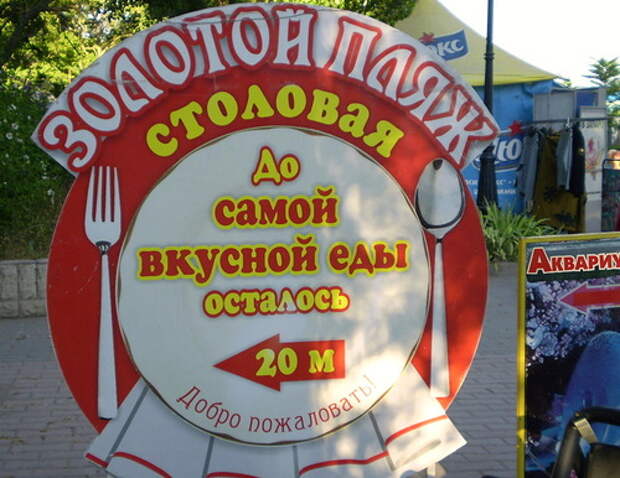 ЗОЛОТОЙ ПЛЯЖ
СТОЛОВАЯ
До
самой
вкусной еды
осталось
20 м
Добро пожаловать!
АКВАРИУ